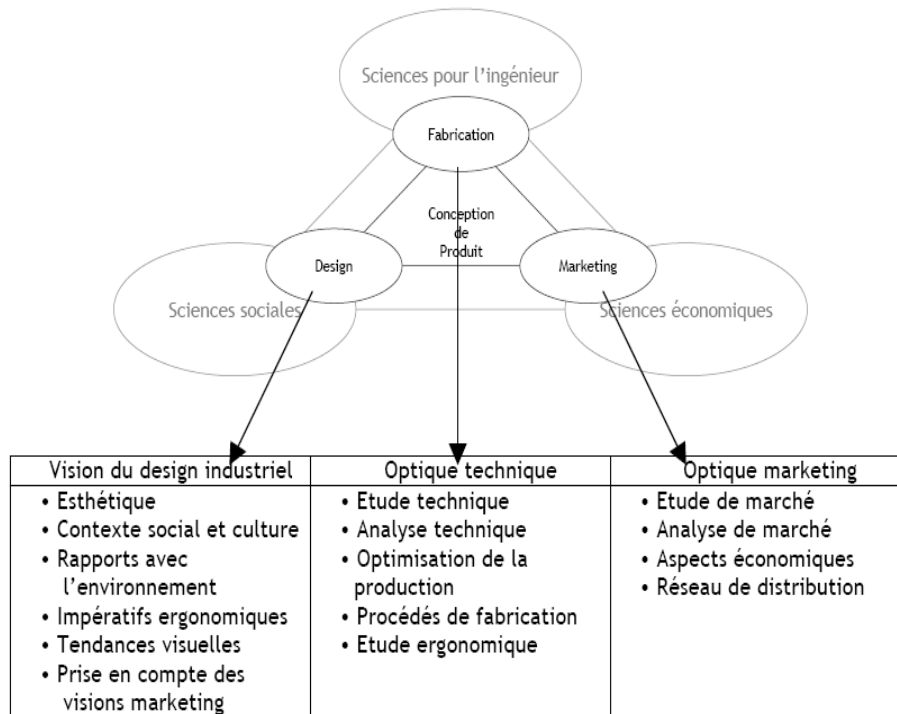 Sciences pour l'ingénieur
Fabrication
Conception
de
Produit
Design
Marketing
Sciences sociales
Sciences économiques
Vision du design industriel
• Esthétique
• Contexte social et culture
• Rapports avec
l'environnement
• Impératifs ergonomiques
• Tendances visuelles
• Prise en compte des
visions marketing
Optique technique
• Etude technique
• Analyse technique
• Optimisation de la
production
• Procédés de fabrication
• Etude ergonomique
Optique marketing
• Etude de marché
• Analyse de marché
• Aspects économiques
• Réseau de distribution